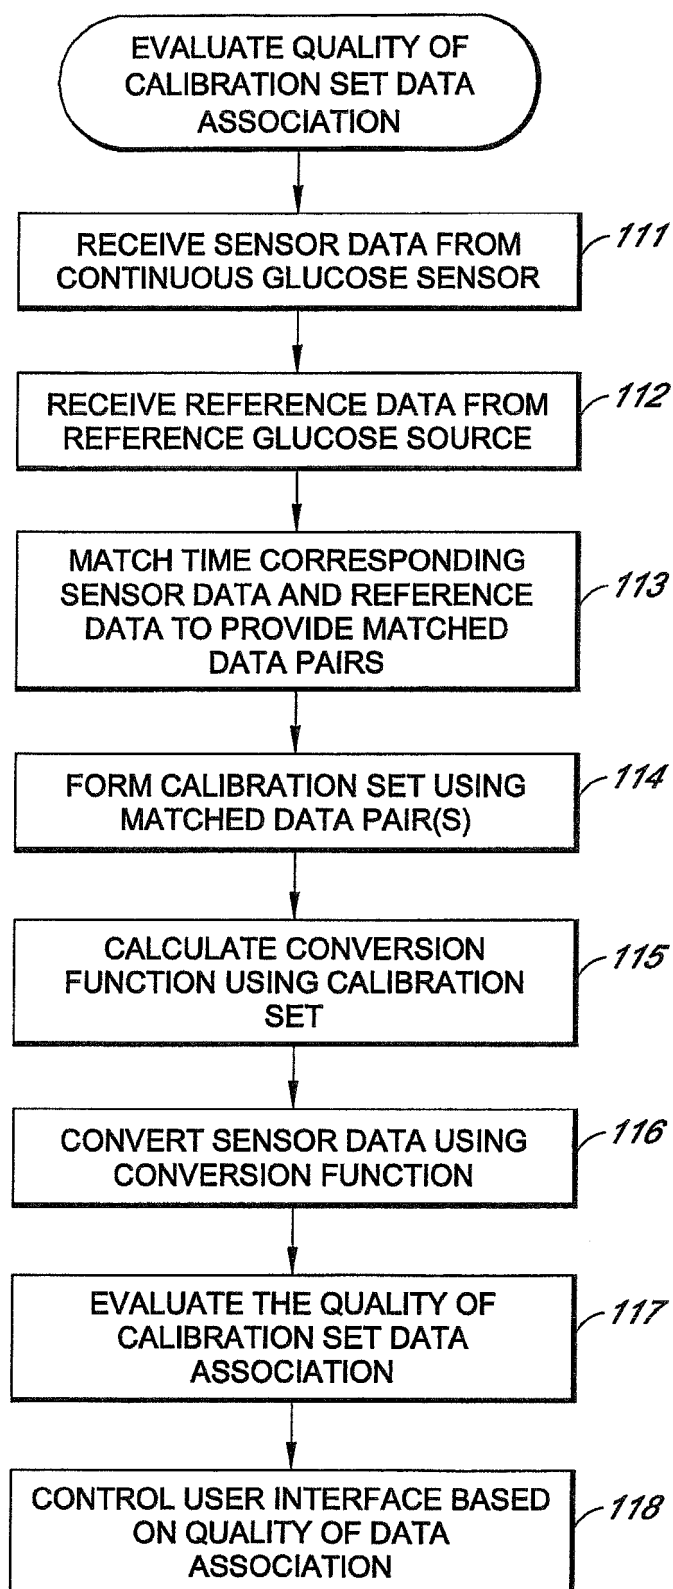 EVALUATE QUALITY OF
CALIBRATION SET DATA
ASSOCIATION
RECEIVE SENSOR DATA FROM
CONTINUOUS GLUCOSE SENSOR
111
RECEIVE REFERENCE DATA FROM
REFERENCE GLUCOSE SOURCE
112
MATCH TIME CORRESPONDING
SENSOR DATA AND REFERENCE
DATA TO PROVIDE MATCHED
DATA PAIRS
113
FORM CALIBRATION SET USING
MATCHED DATA PAIR(S)
114
CALCULATE CONVERSION
FUNCTION USING CALIBRATION
SET
115
CONVERT SENSOR DATA USING
CONVERSION FUNCTION
116
EVALUATE THE QUALITY OF
CALIBRATION SET DATA
ASSOCIATION
117
CONTROL USER INTERFACE BASED
ON QUALITY OF DATA
ASSOCIATION
118